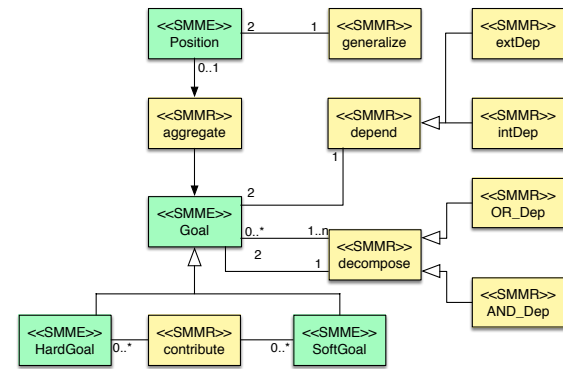 <<SMME>>
Position
2
1
<<SMMR>>
generalize
<<SMMR>>
extDep
0..1
<<SMMR>>
aggregate
<<SMMR>>
depend
<<SMMR>>
intDep
1
2
<<SMME>>
Goal
0..*
1..n
2
1
<<SMMR>>
decompose
<<SMMR>>
OR_Dep
<<SMMR>>
AND_Dep
<<SMME>>
HardGoal
0..*
<<SMMR>>
contribute
0..*
<<SMME>>
SoftGoal